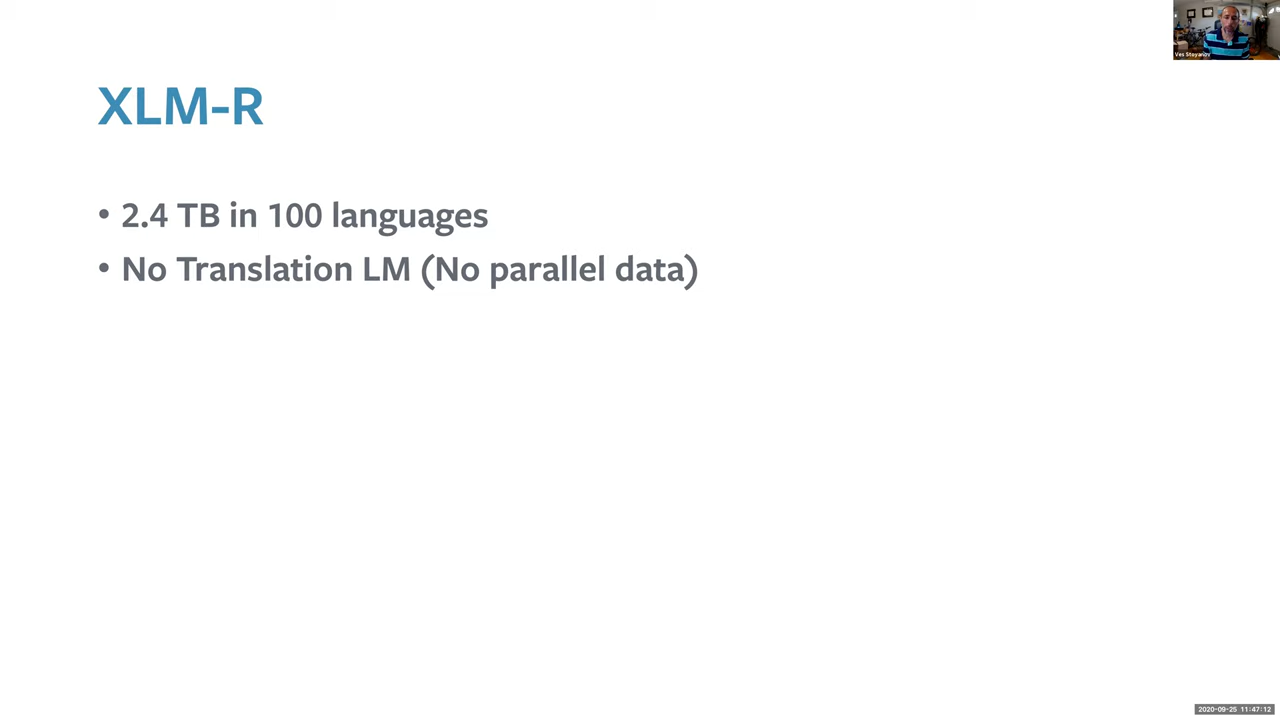 Ves Stoyanov
XLM-R
• 2.4 TB in 100 languages
• No Translation LM (No parallel data)
2020-09-25 11:47:12